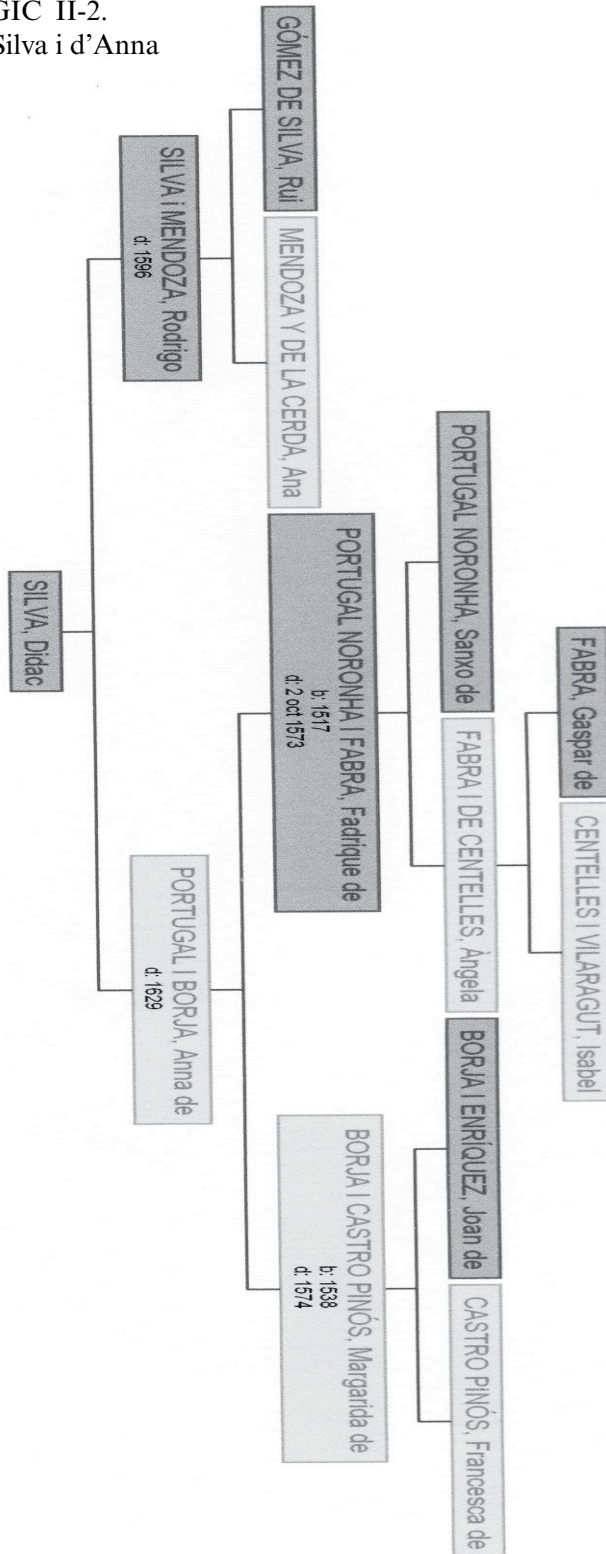 GIC II-2.
Silva i d’Anna
FABRA, Gaspar de
CENTELLES I VILARAGUT, Isabel
PORTUGAL NORONHA, Sanxo de
FABRA I DE CENTELLES, Àngela
BORJA I ENRÍQUEZ, Joan de
CASTRO PINÓS, Francesca de
GÓMEZ DE SILVA, Rui
MENDOZA Y DE LA CERDA, Ana
PORTUGAL NORONHA I FABRA, Fadrique de
b: 1517
d: 2 oct 1573
BORJA I CASTRO PINÓS, Margarida de
b: 1538
d: 1574
SILVA i MENDOZA, Rodrigo
d: 1596
PORTUGAL I BORJA, Anna de
d: 1629
SILVA, Didac